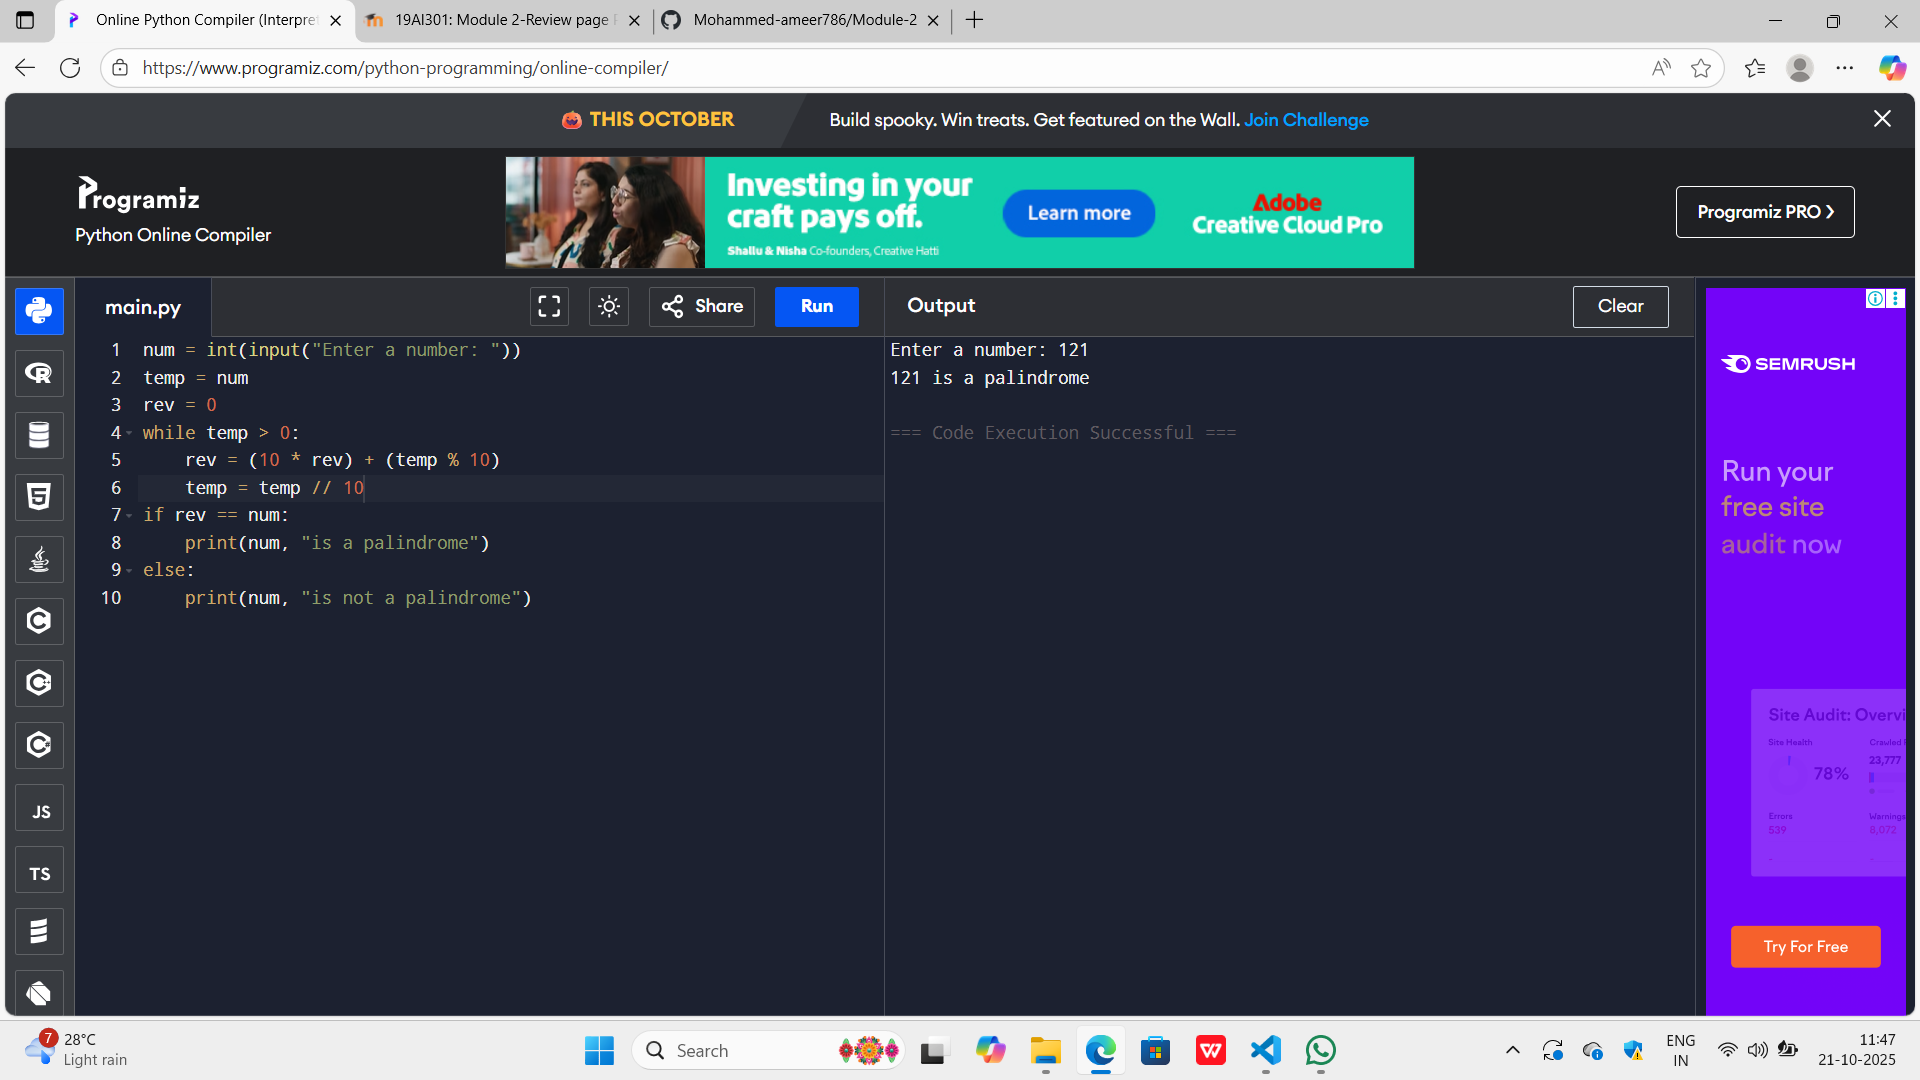 Online Python Compiler (Interpret
19AI301: Module 2-Review page
Mohammed-ameer786/Module-2
https://www.programiz.com/python-programming/online-compiler/
THIS OCTOBER
Build spooky. Win treats. Get featured on the Wall. Join Challenge
Programiz
Python Online Compiler
Investing in your
craft pays off.
Shallu & Nisha Co-founders, Creative Hatti
Learn more
Adobe
Creative Cloud Pro
Programiz PRO ❯
main.py
Share
Run
Output
Clear
1 num = int(input("Enter a number: "))
2 temp = num
3 rev = 0
4 while temp > 0:
5     rev = (10 * rev) + (temp % 10)
6     temp = temp // 10
7 if rev == num:
8     print(num, "is a palindrome")
9 else:
10     print(num, "is not a palindrome")
Enter a number: 121
121 is a palindrome
=== Code Execution Successful ===
JS
TS
SEMRUSH
Run your
free site
audit now
Site Audit: Overvi
Site Health
Crawled
78%
23,777
Errors
Warnings
539
8,072
Try For Free
7
28°C
Light rain
Search
ENG
IN
11:47
21-10-2025